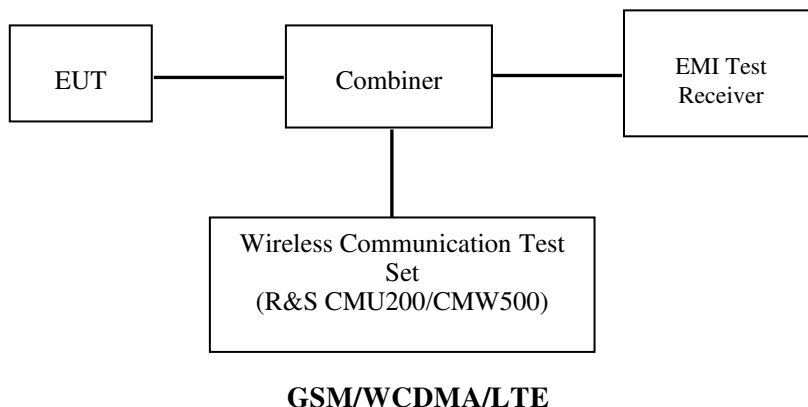 EUT
Combiner
EMI Test
Receiver
Wireless Communication Test
Set
(R&S CMU200/CMW500)
GSM/WCDMA/LTE